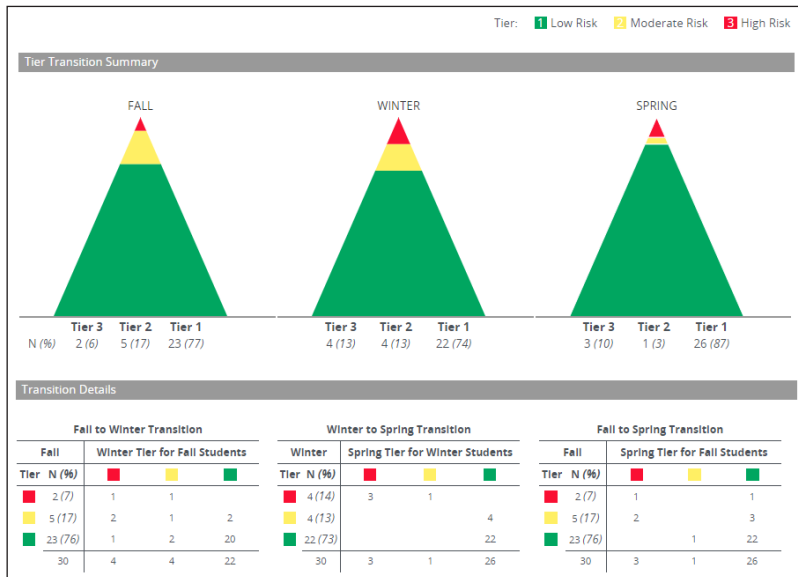 Tier: 1 Low Risk 2 Moderate Risk 3 High Risk
Tier Transition Summary
FALL WINTER SPRING
Tier 3 Tier 2 Tier 1 Tier 3 Tier 2 Tier 1 Tier 3 Tier 2 Tier 1
N (%) 2 (6) 5 (17) 23 (77) 4 (13) 4 (13) 22 (74) 3 (10) 1 (3) 26 (87)
Transition Details
Fall to Winter Transition
Fall Winter Tier for Fall Students
Tier N (%)
2 (7) 1 1
5 (17) 2 1 2
23 (76) 1 2 20
30 4 4 22
Winter to Spring Transition
Winter Spring Tier for Winter Students
Tier N (%)
4 (14) 3 1
4 (13) 4
22 (73) 22
30 3 1 26
Fall to Spring Transition
Fall Spring Tier for Fall Students
Tier N (%)
2 (7) 1 1
5 (17) 2 3
23 (76) 1 22
30 3 1 26